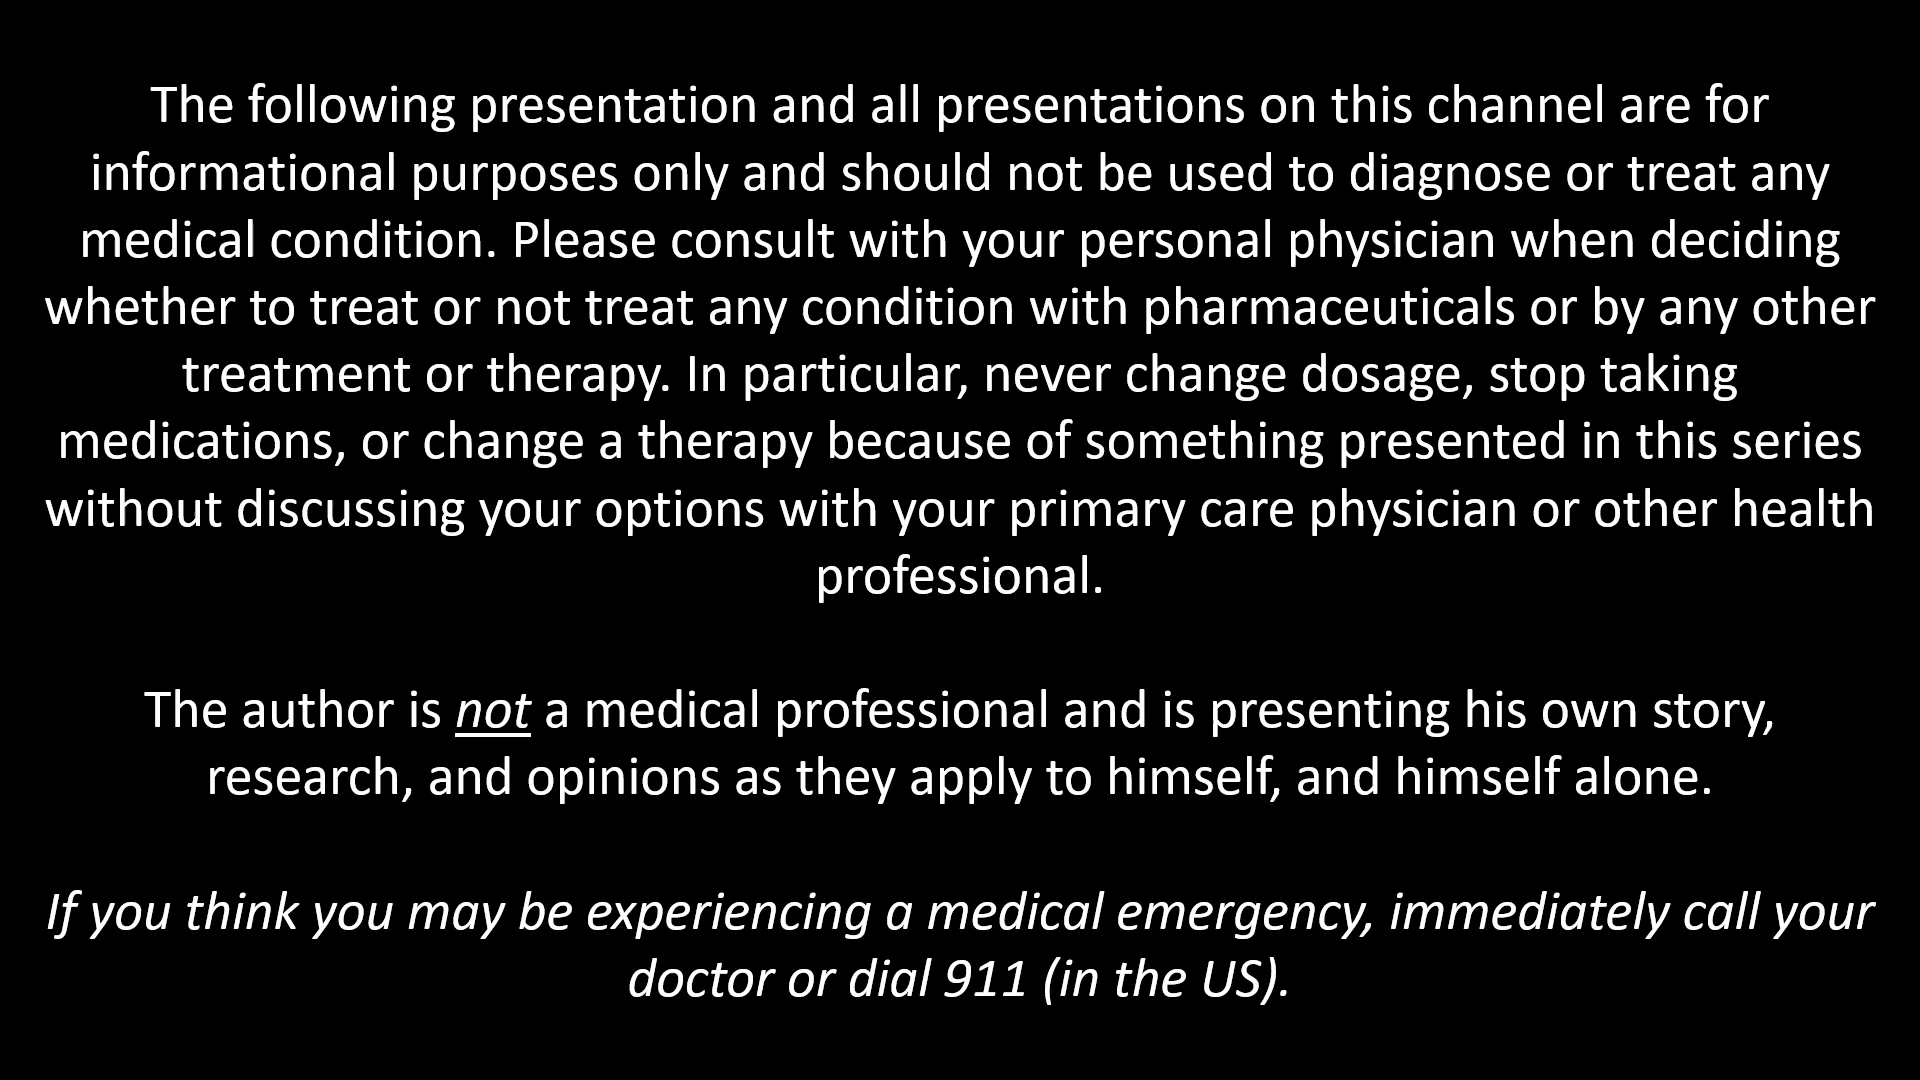 The following presentation and all presentations on this channel are for
informational purposes only and should not be used to diagnose or treat any
medical condition. Please consult with your personal physician when deciding
whether to treat or not treat any condition with pharmaceuticals or by any other
treatment or therapy. In particular, never change dosage, stop taking
medications, or change a therapy because of something presented in this series
without discussing your options with your primary care physician or other health
professional.
The author is not a medical professional and is presenting his own story,
research, and opinions as they apply to himself, and himself alone.
If you think you may be experiencing a medical emergency, immediately call your
doctor or dial 911 (in the US).